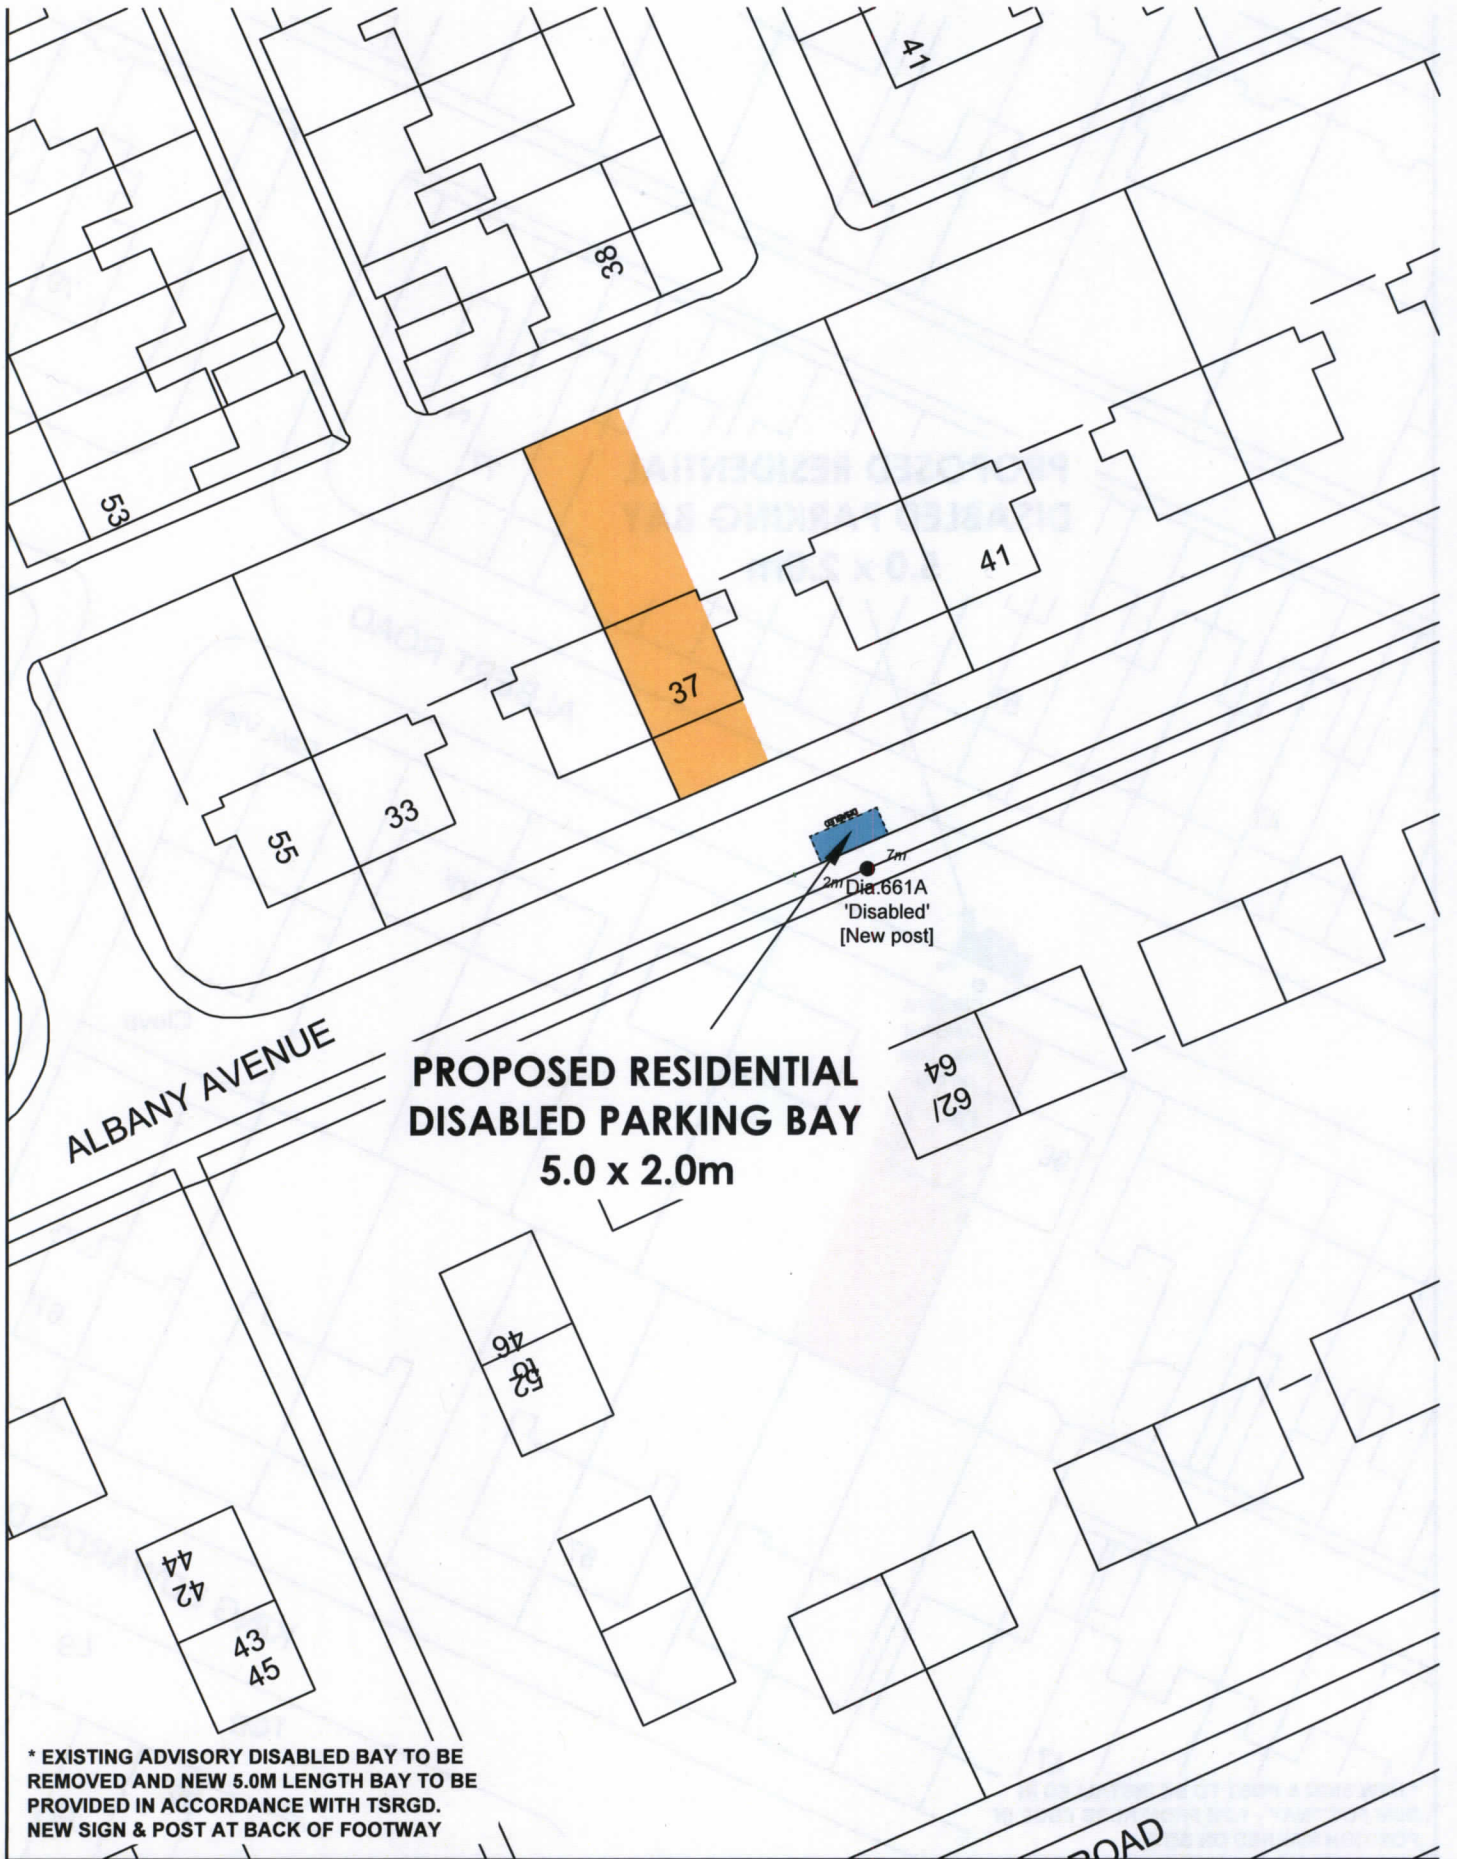 41
38
53
41
37
33
55
7m
2m
Dia.661A
'Disabled'
[New post]
ALBANY AVENUE
PROPOSED RESIDENTIAL
DISABLED PARKING BAY
5.0 x 2.0m
64
62/
46
to
52
44
42
43
45
* EXISTING ADVISORY DISABLED BAY TO BE
REMOVED AND NEW 5.0M LENGTH BAY TO BE
PROVIDED IN ACCORDANCE WITH TSRGD.
NEW SIGN & POST AT BACK OF FOOTWAY
ROAD